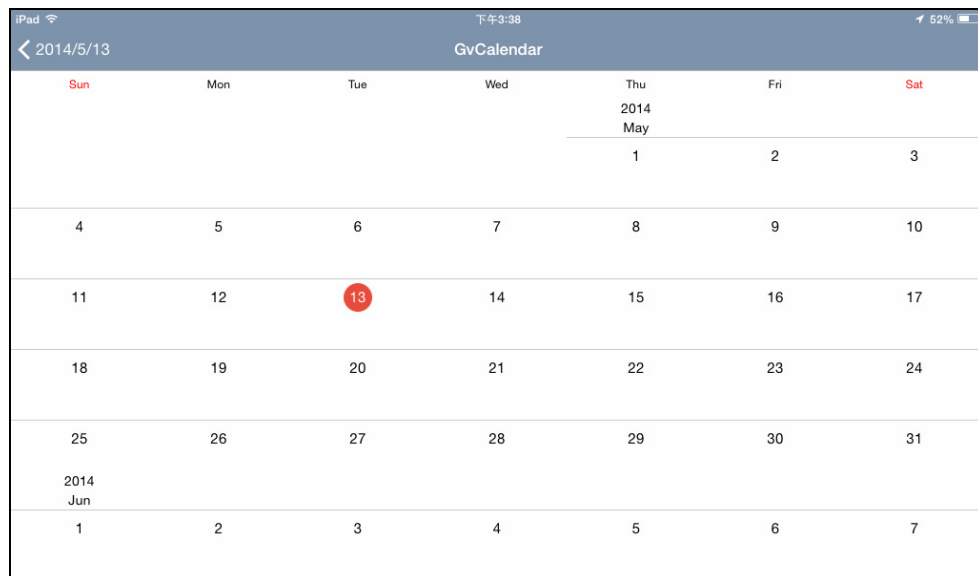 iPad 下午3:38 52%
2014/5/13 GvCalendar
Sun Mon Tue Wed Thu Fri Sat
2014
May
1 2 3
4 5 6 7 8 9 10
11 12 13 14 15 16 17
18 19 20 21 22 23 24
25 26 27 28 29 30 31
2014
Jun
1 2 3 4 5 6 7